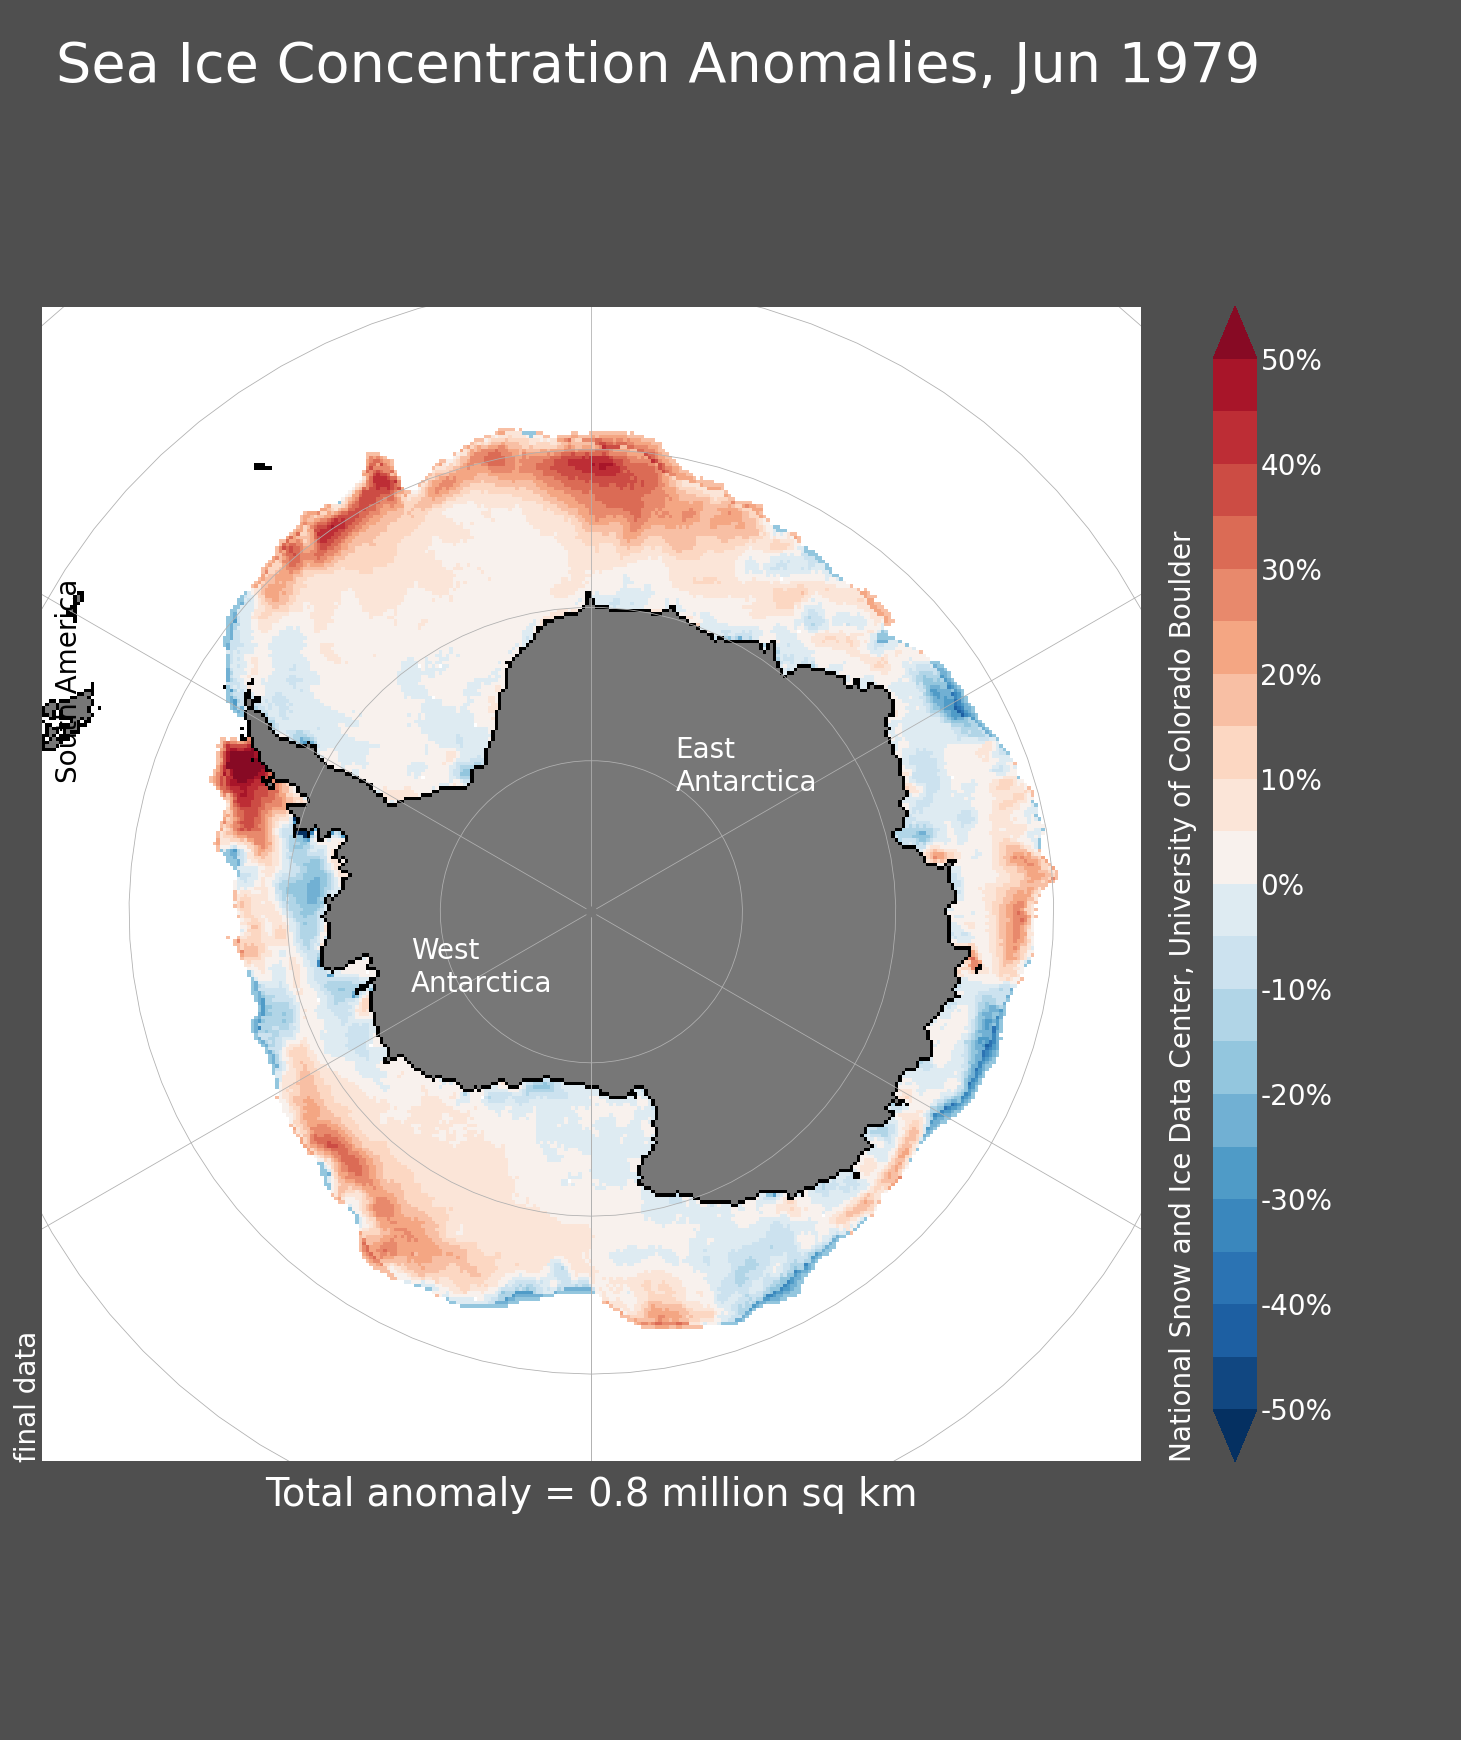 Sea Ice Concentration Anomalies, Jun 1979
South America
East
Antarctica
West
Antarctica
final data
National Snow and Ice Data Center, University of Colorado Boulder
50%
40%
30%
20%
10%
0%
-10%
-20%
-30%
-40%
-50%
Total anomaly = 0.8 million sq km